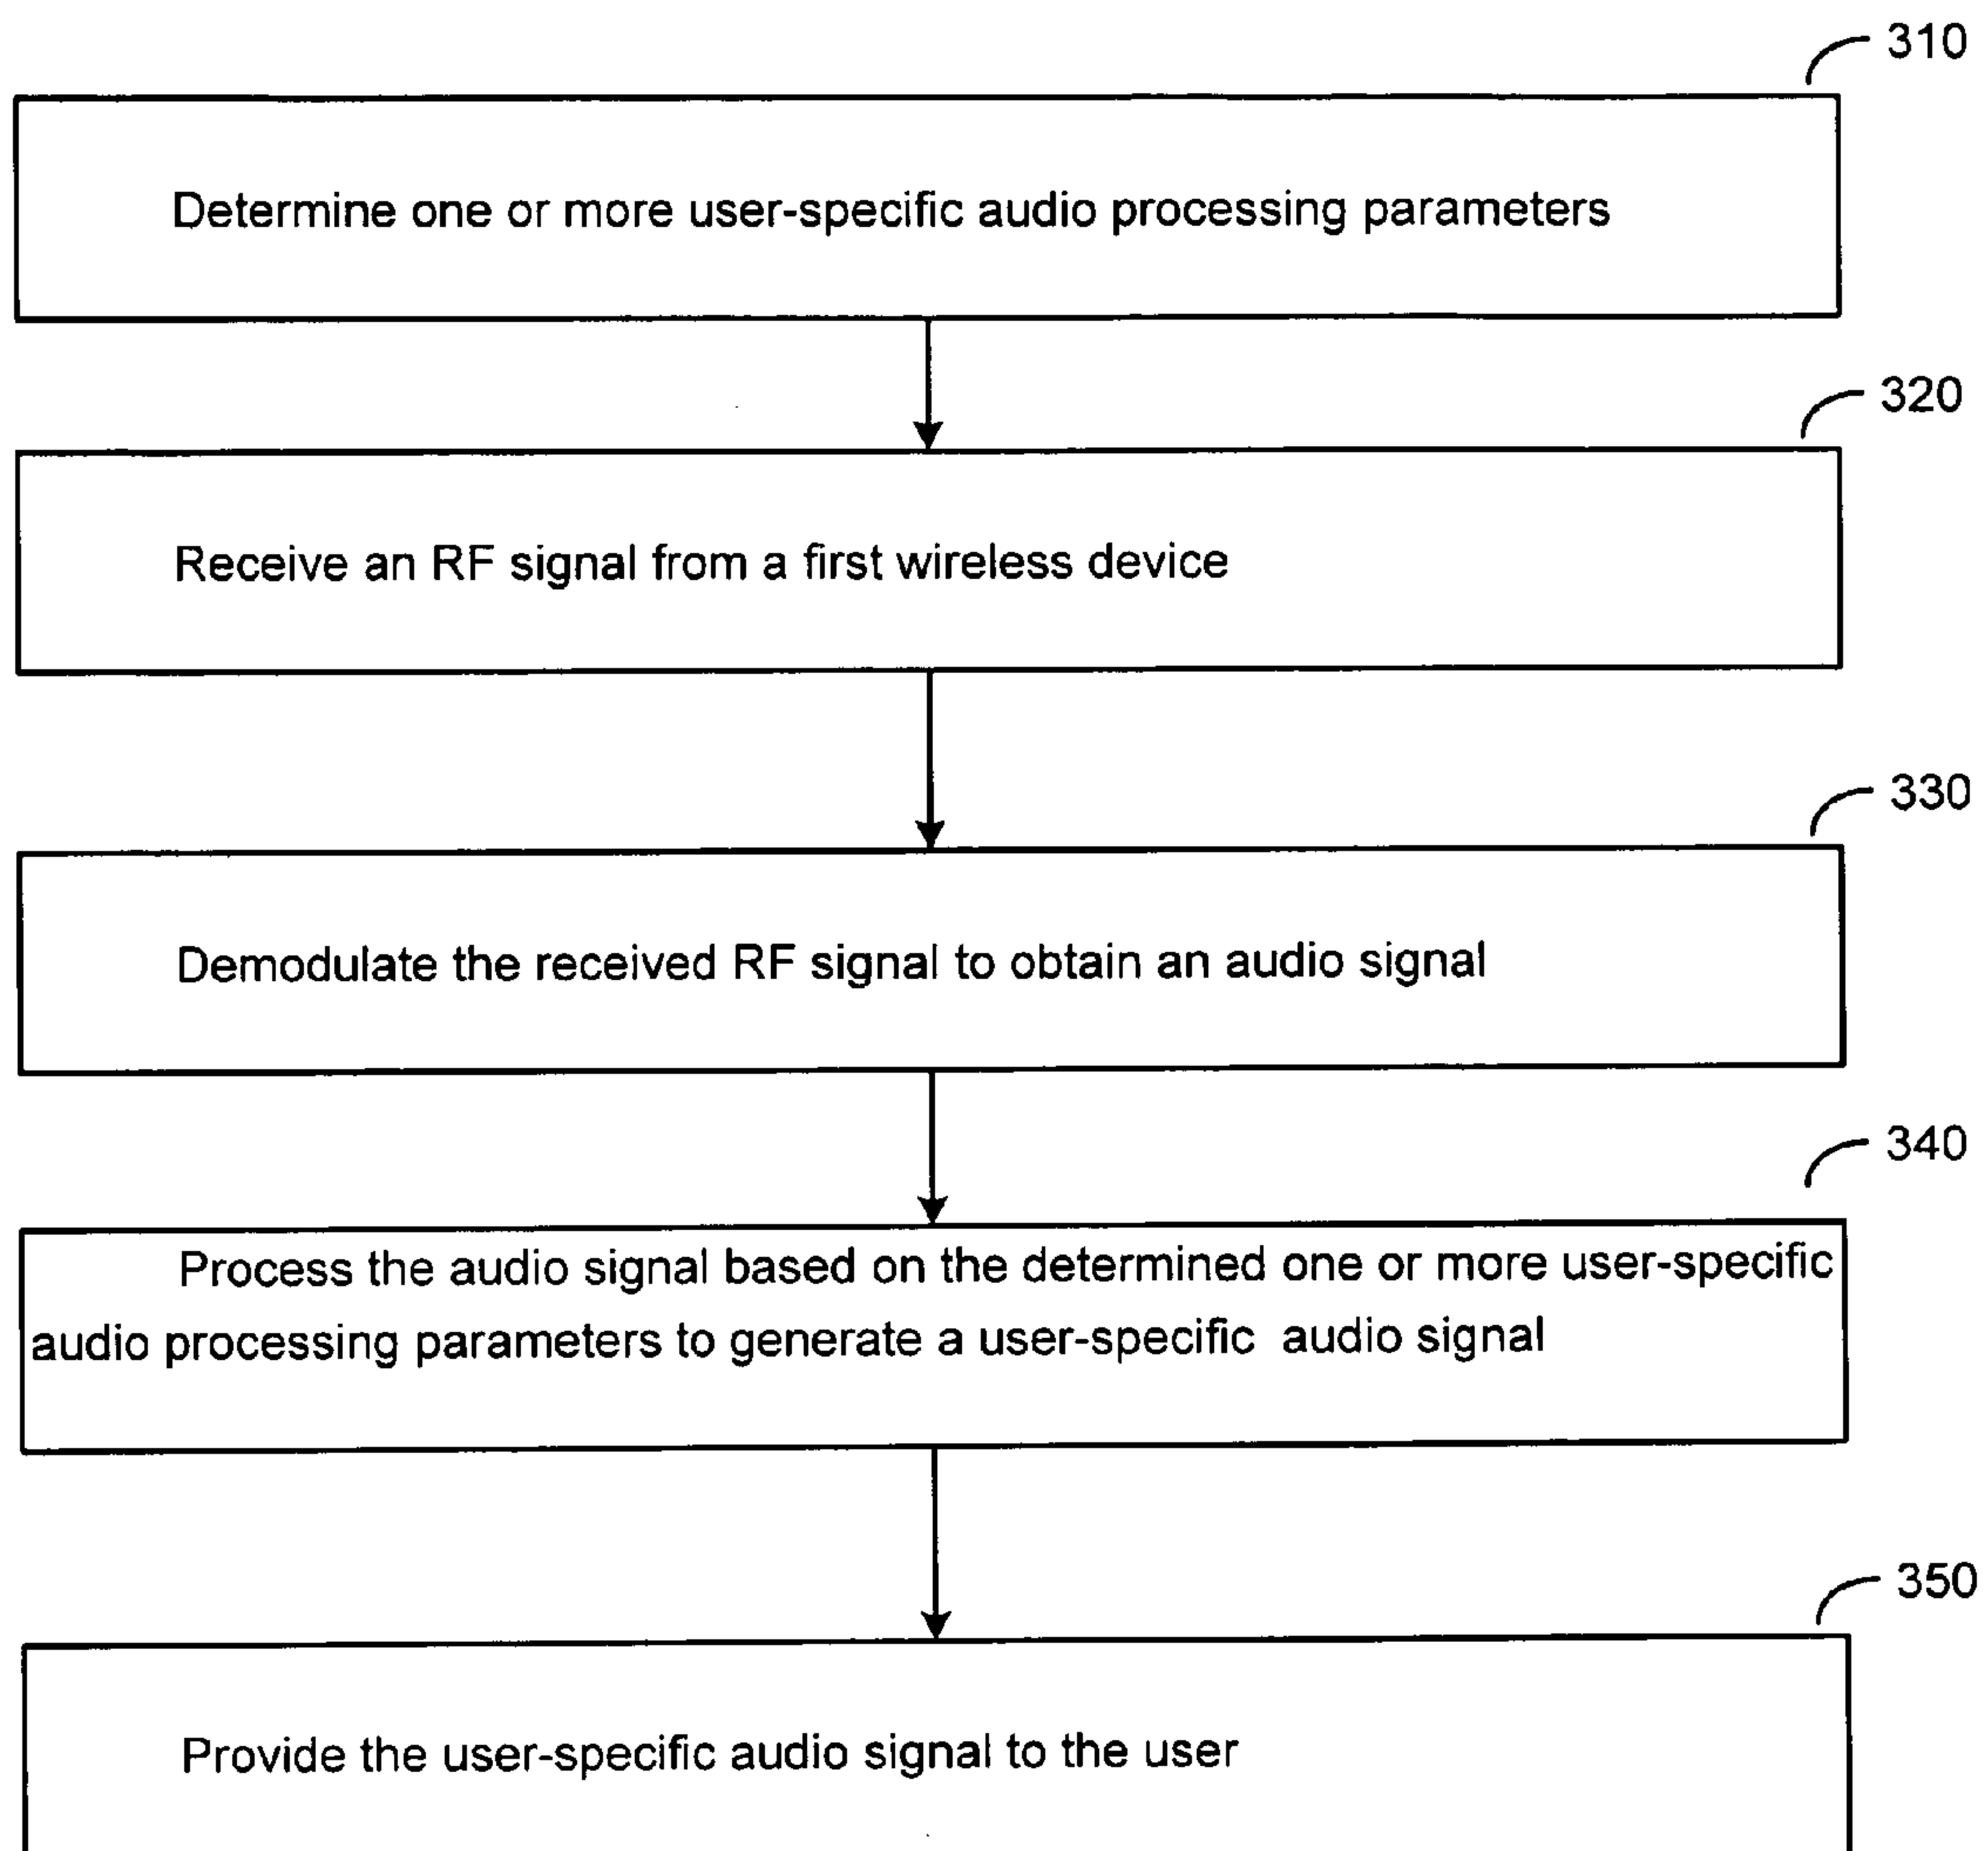 310
Determine one or more user-specific audio processing parameters
320
Receive an RF signal from a first wireless device
330
Demodulate the received RF signal to obtain an audio signal
340
Process the audio signal based on the determined one or more user-specific
audio processing parameters to generate a user-specific audio signal
350
Provide the user-specific audio signal to the user